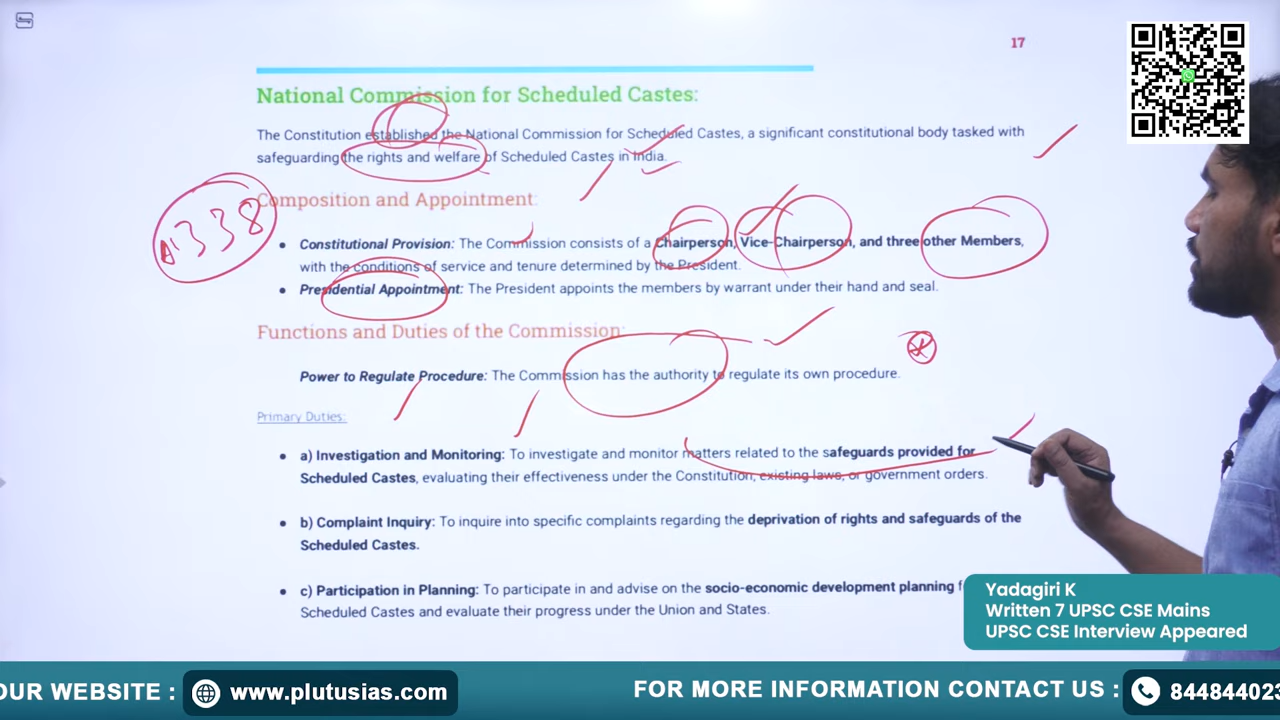 17
National Commission for Scheduled Castes:
The Constitution established the National Commission for Scheduled Castes, a significant constitutional body tasked with
safeguarding the rights and welfare of Scheduled Castes in India.
Composition and Appointment:
A' 338
• Constitutional Provision: The Commission consists of a Chairperson, Vice-Chairperson, and three other Members,
with the conditions of service and tenure determined by the President.
• Presidential Appointment: The President appoints the members by warrant under their hand and seal.
Functions and Duties of the Commission:
Power to Regulate Procedure: The Commission has the authority to regulate its own procedure.
Primary Duties:
• a) Investigation and Monitoring: To investigate and monitor matters related to the safeguards provided for
Scheduled Castes, evaluating their effectiveness under the Constitution, existing laws, or government orders.
• b) Complaint Inquiry: To inquire into specific complaints regarding the deprivation of rights and safeguards of the
Scheduled Castes.
• c) Participation in Planning: To participate in and advise on the socio-economic development planning
Scheduled Castes and evaluate their progress under the Union and States.
Yadagiri K
Written 7 UPSC CSE Mains
UPSC CSE Interview Appeared
OUR WEBSITE : www.plutusias.com
FOR MORE INFORMATION CONTACT US : 844844023